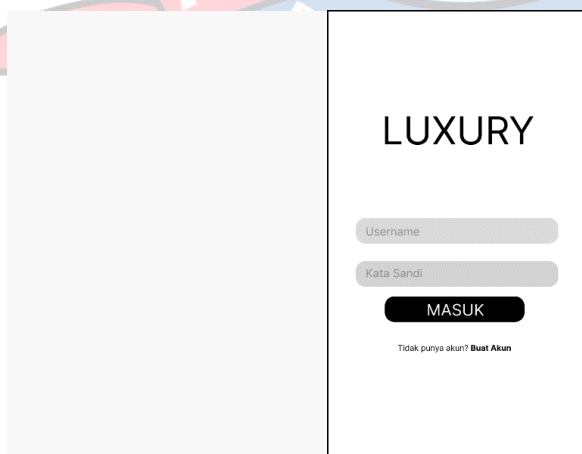 LUXURY
Username
Kata Sandi
MASUK
Tidak punya akun? Buat Akun